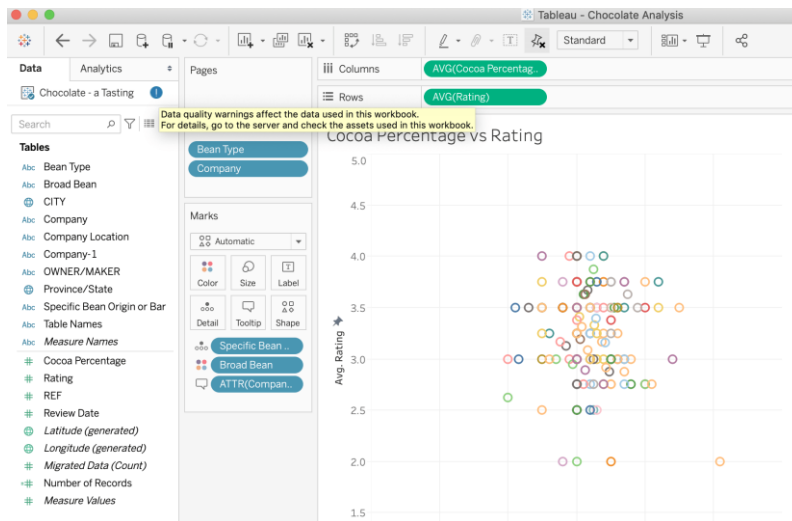 Tableau - Chocolate Analysis
Standard
Data
Analytics
Pages
Columns
AVG(Cocoa Percentag..
Chocolate - a Tasting
Rows
AVG(Rating)
Data quality warnings affect the data used in this workbook.
For details, go to the server and check the assets used in this workbook.
Search
Cocoa Percentage vs Rating
Tables
Abc Bean Type
Abc Broad Bean
CITY
Abc Company
Abc Company Location
Abc Company-1
Abc OWNER/MAKER
Province/State
Abc Specific Bean Origin or Bar
Abc Table Names
Abc Measure Names
# Cocoa Percentage
# Rating
# REF
# Review Date
Latitude (generated)
Longitude (generated)
# Migrated Data (Count)
=# Number of Records
# Measure Values
Bean Type
Company
Marks
Automatic
Color
Size
T
Label
Detail
Tooltip
Shape
Specific Bean ..
Broad Bean
ATTR(Compan..
Avg. Rating
5.0
4.5
4.0
3.5
3.0
2.5
2.0
1.5